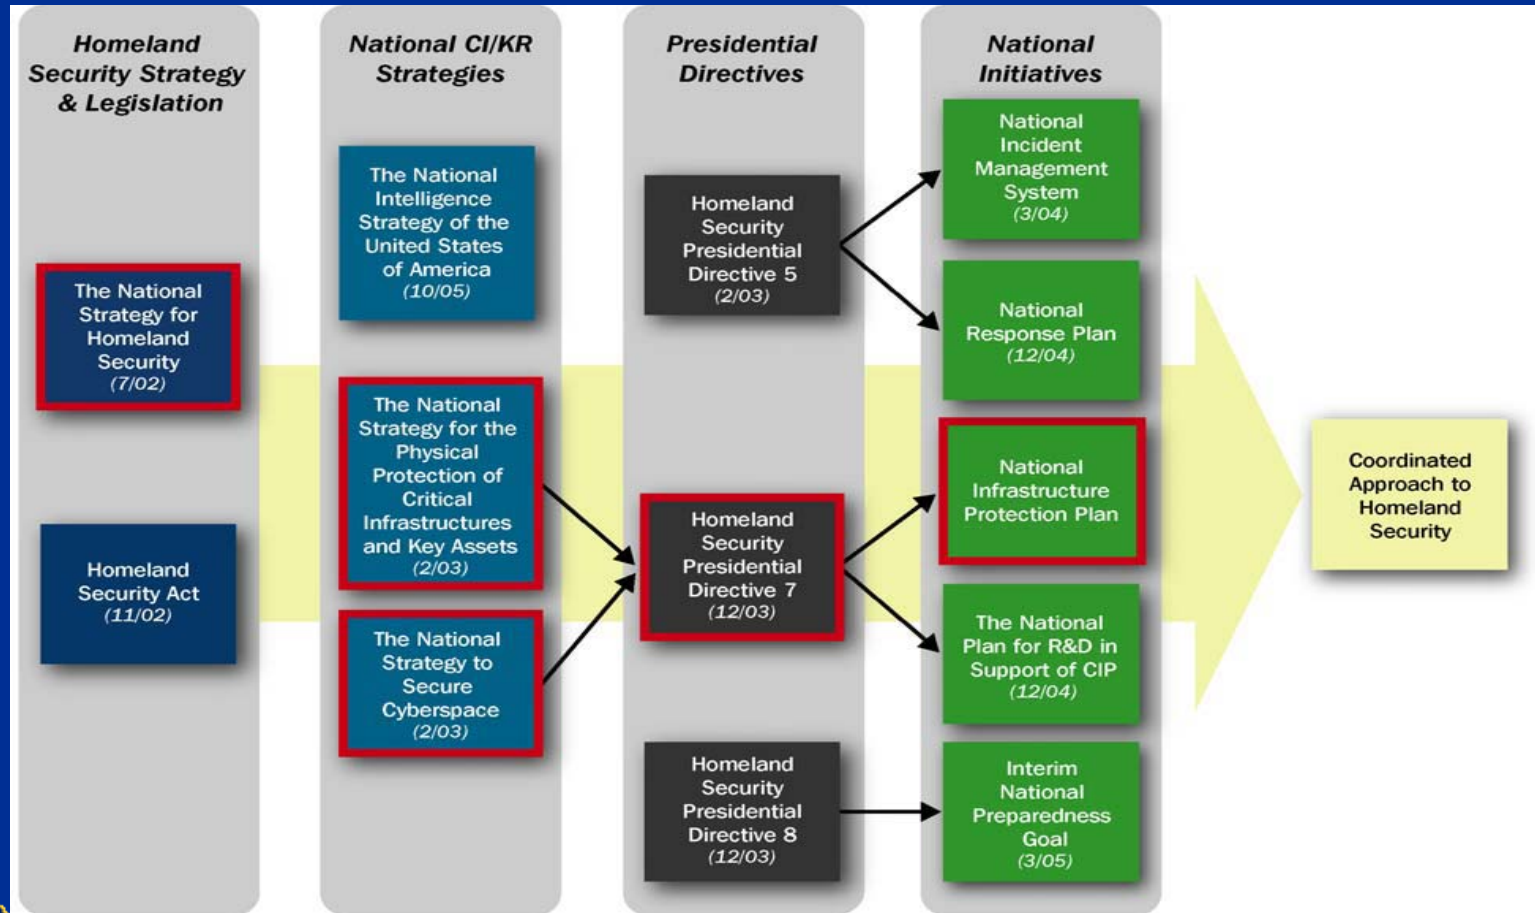 Homeland
Security Strategy
& Legislation
The National
Strategy for
Homeland
Security
(7/02)
Homeland
Security Act
(11/02)
National CI/KR
Strategies
The National
Intelligence
Strategy of the
United States
of America
(10/05)
The National
Strategy for the
Physical
Protection of
Critical
Infrastructures
and Key Assets
(2/03)
The National
Strategy to
Secure
Cyberspace
(2/03)
Presidential
Directives
Homeland
Security
Presidential
Directive 5
(2/03)
Homeland
Security
Presidential
Directive 7
(12/03)
Homeland
Security
Presidential
Directive 8
(12/03)
National
Initiatives
National
Incident
Management
System
(3/04)
National
Response Plan
(12/04)
National
Infrastructure
Protection Plan
The National
Plan for R&D in
Support of CIP
(12/04)
Interim
National
Preparedness
Goal
(3/05)
Coordinated
Approach to
Homeland
Security